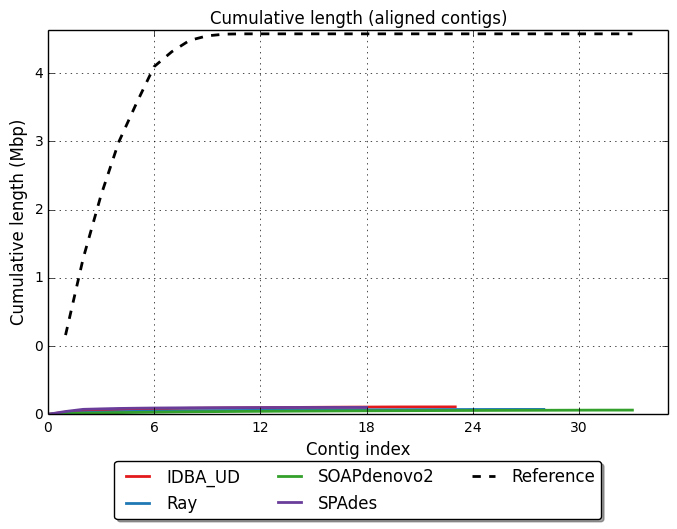 Cumulative length (aligned contigs)
4
3
2
1
0
0
Cumulative length (Mbp)
0 6 12 18 24 30
Contig index
IDBA_UD SOAPdenovo2 Reference
Ray SPAdes